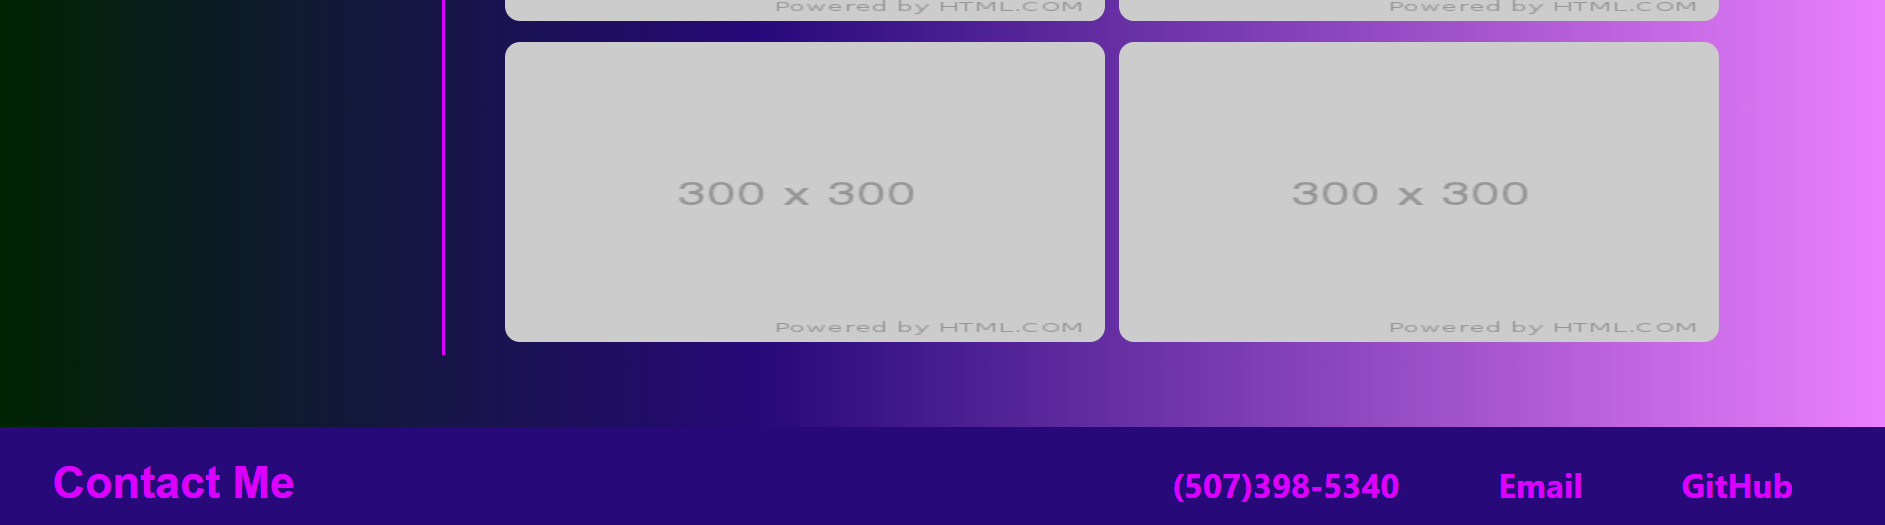 Powered by HTML.COM Powered by HTML.COM
300 x 300 300 x 300
Powered by HTML.COM Powered by HTML.COM
Contact Me (507)398-5340 Email GitHub